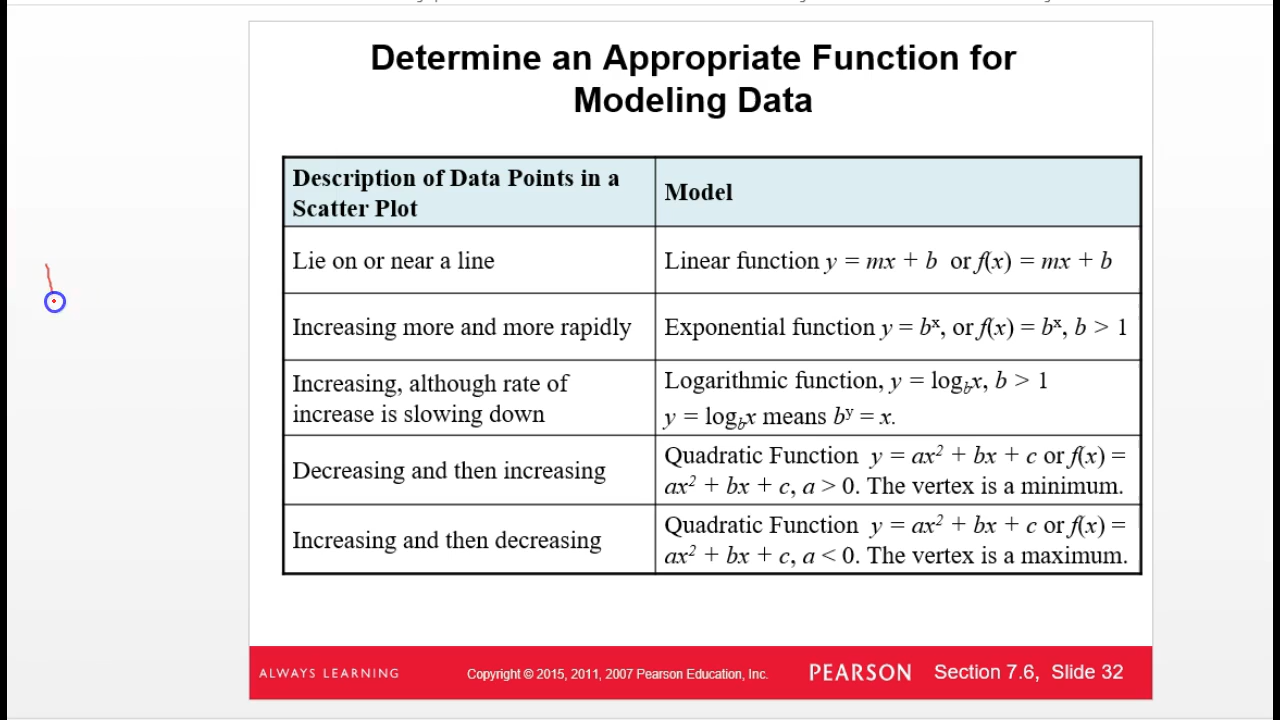 Determine an Appropriate Function for
Modeling Data
Description of Data Points in a
Scatter Plot
Model
Lie on or near a line
Linear function y = mx + b or f(x) = mx + b
Increasing more and more rapidly
Exponential function y = bˣ, or f(x) = bˣ, b > 1
Increasing, although rate of
increase is slowing down
Logarithmic function, y = log_b x, b > 1
y = log_b x means bʸ = x.
Decreasing and then increasing
Quadratic Function y = ax² + bx + c or f(x) =
ax² + bx + c, a > 0. The vertex is a minimum.
Increasing and then decreasing
Quadratic Function y = ax² + bx + c or f(x) =
ax² + bx + c, a < 0. The vertex is a maximum.
ALWAYS LEARNING
Copyright © 2015, 2011, 2007 Pearson Education, Inc.
PEARSON
Section 7.6, Slide 32